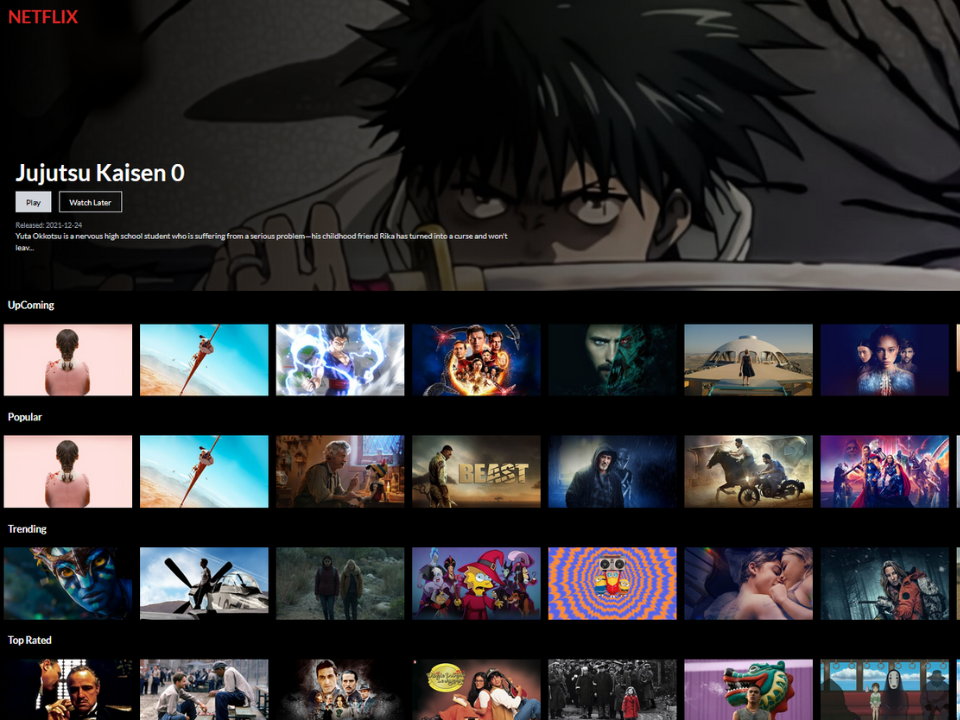 NETFLIX
Jujutsu Kaisen 0
Play
Watch Later
Released: 2021-12-24
Yuta Okkotsu is a nervous high school student who is suffering from a serious problem—his childhood friend Rika has turned into a curse and won't
leav...
UpComing
Popular
BEAST
Trending
Top Rated